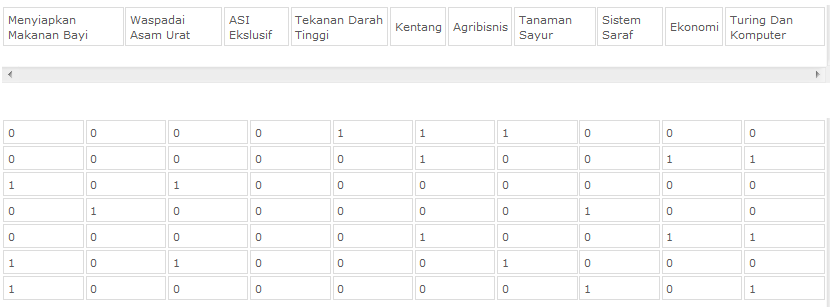 Menyiapkan Makanan Bayi Waspadai Asam Urat ASI Ekslusif Tekanan Darah Tinggi Kentang Agribisnis Tanaman Sayur Sistem Saraf Ekonomi Turing Dan Komputer
0 0 0 0 1 1 1 0 0 0
0 0 0 0 0 1 0 0 1 1
1 0 1 0 0 0 0 0 0 0
0 1 0 0 0 0 0 1 0 0
0 0 0 0 0 1 0 0 1 1
1 0 1 0 0 0 1 0 0 0
1 0 0 0 0 0 0 1 0 1